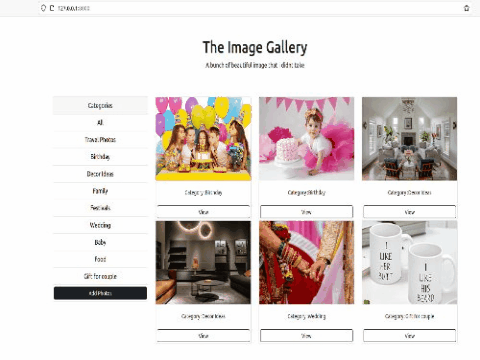 127.0.0.1:8000
The Image Gallery
A bunch of beautiful image that i didnt take
Categories
All
Travel Photos
Birthday
Decor Ideas
Family
Festivals
Wedding
Baby
Food
Gift for couple
Add Photos
Category: Birthday
Category: Birthday
Category: Decor Ideas
View
View
View
I
LIKE
HER
BUTT
I
LIKE
HIS
BEARD
Category: Decor Ideas
Category: Wedding
Category: Gift for couple
View
View
View